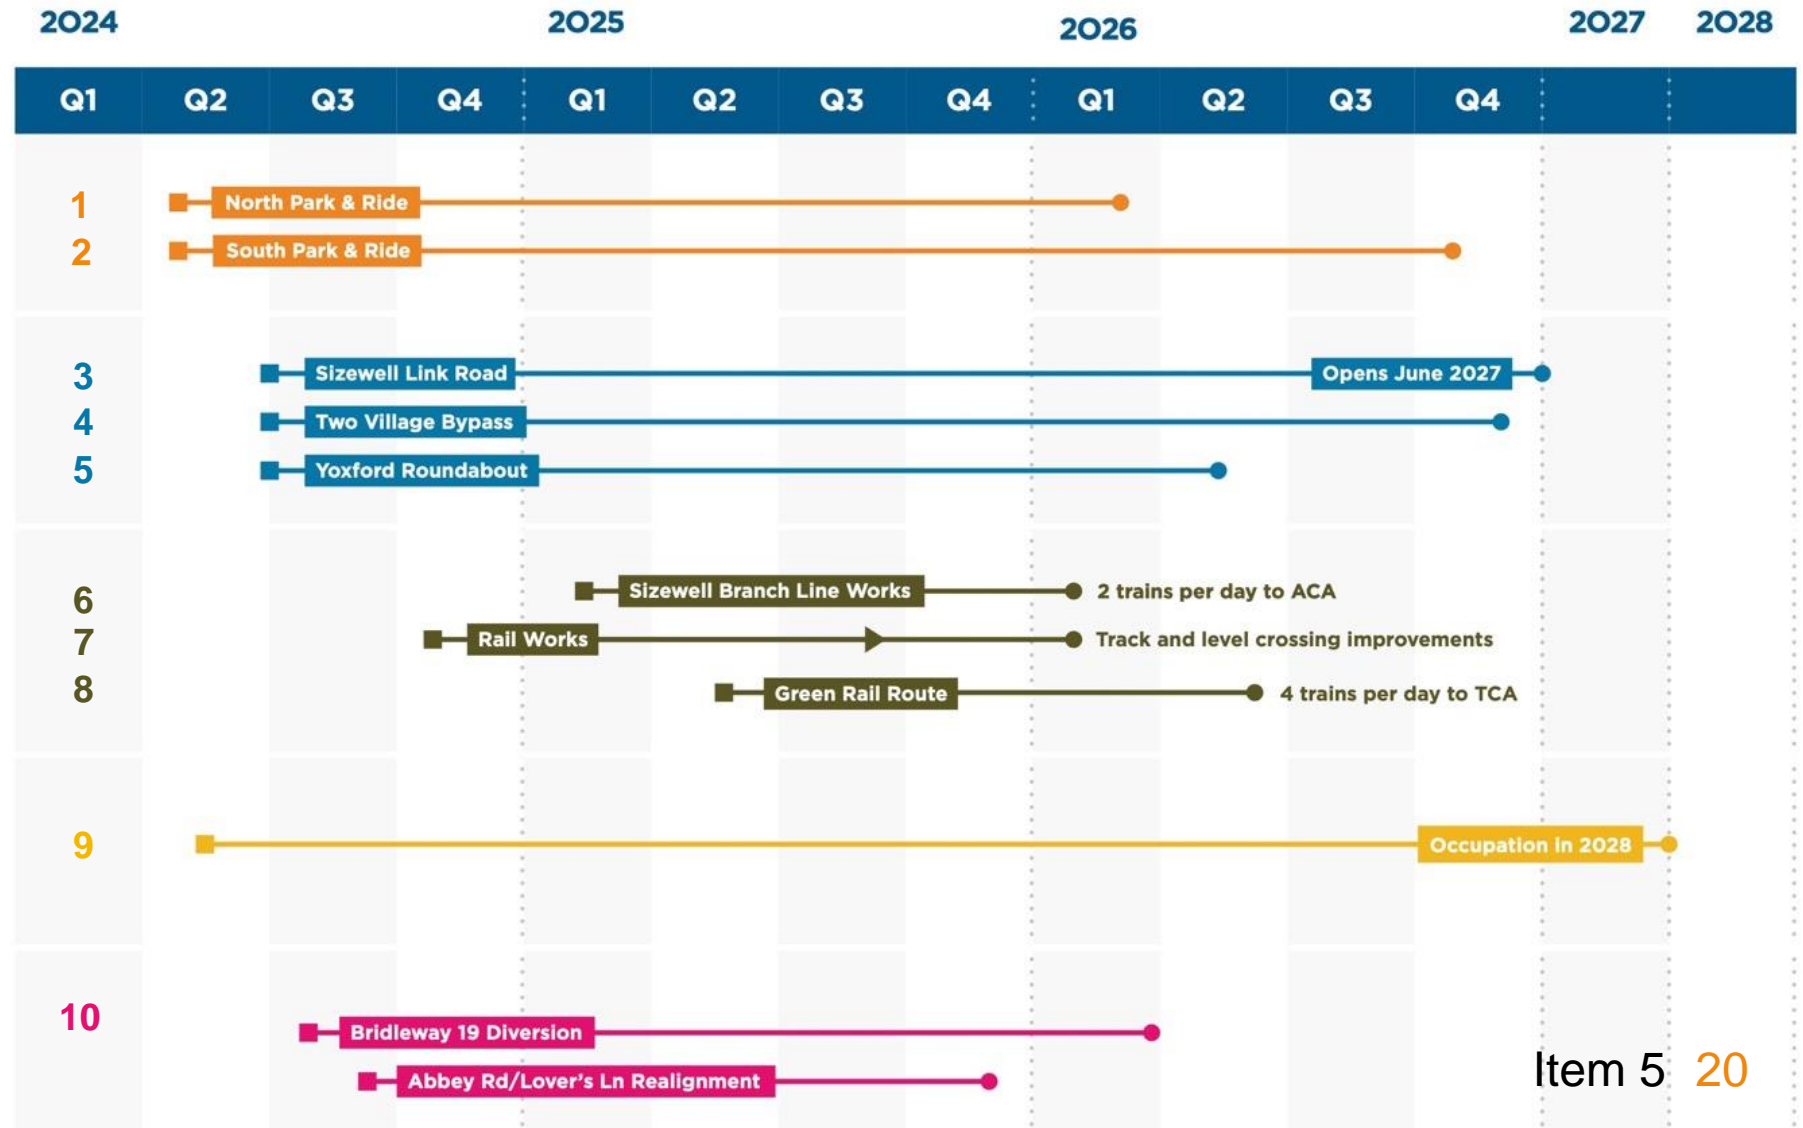 2024 2025 2026 2027 2028
Q1 Q2 Q3 Q4 Q1 Q2 Q3 Q4 Q1 Q2 Q3 Q4
1 North Park & Ride
2 South Park & Ride
3 Sizewell Link Road Opens June 2027
4 Two Village Bypass
5 Yoxford Roundabout
6 Sizewell Branch Line Works 2 trains per day to ACA
7 Rail Works Track and level crossing improvements
8 Green Rail Route 4 trains per day to TCA
9 Occupation in 2028
10 Bridleway 19 Diversion
Abbey Rd/Lover's Ln Realignment
Item 5 20